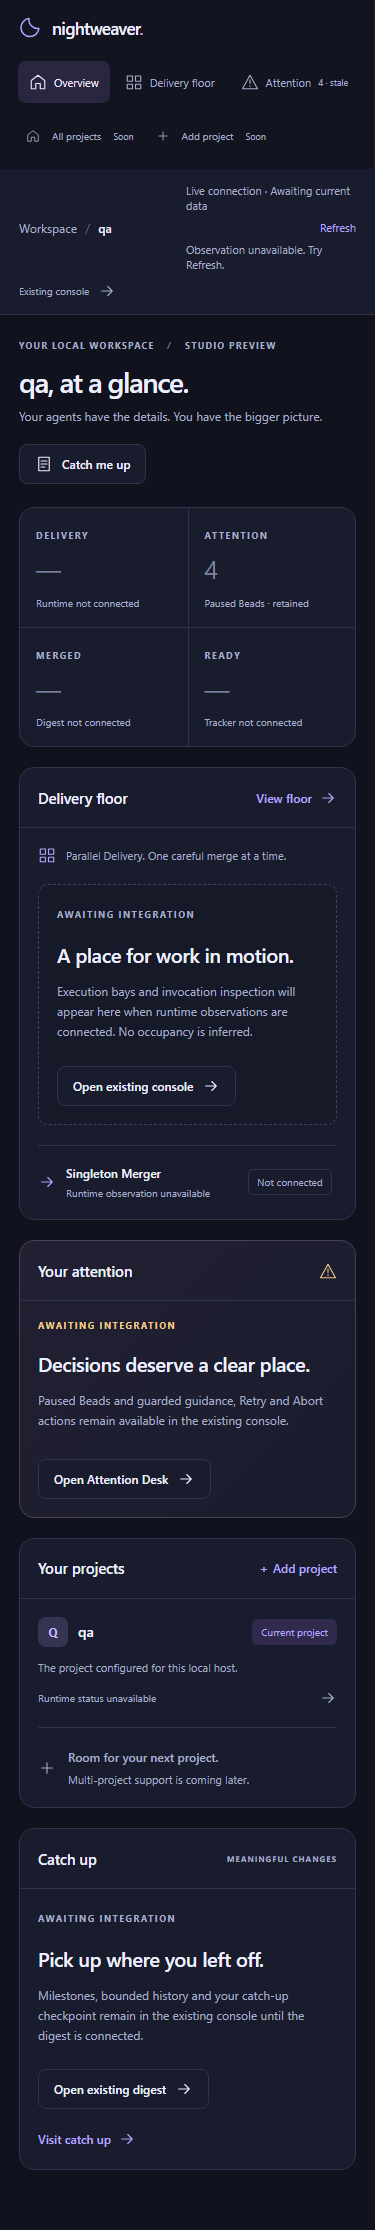 nightweaver.
Overview
Delivery floor
Attention 4 · stale
All projects Soon
Add project Soon
Workspace / qa
Live connection · Awaiting current
data
Refresh
Observation unavailable. Try
Refresh.
Existing console
YOUR LOCAL WORKSPACE / STUDIO PREVIEW
qa, at a glance.
Your agents have the details. You have the bigger picture.
Catch me up
DELIVERY
—
Runtime not connected
ATTENTION
4
Paused Beads · retained
MERGED
—
Digest not connected
READY
—
Tracker not connected
Delivery floor
View floor
Parallel Delivery. One careful merge at a time.
AWAITING INTEGRATION
A place for work in motion.
Execution bays and invocation inspection will
appear here when runtime observations are
connected. No occupancy is inferred.
Open existing console
Singleton Merger
Runtime observation unavailable
Not connected
Your attention
AWAITING INTEGRATION
Decisions deserve a clear place.
Paused Beads and guarded guidance, Retry and Abort
actions remain available in the existing console.
Open Attention Desk
Your projects
+ Add project
Q
qa
Current project
The project configured for this local host.
Runtime status unavailable
Room for your next project.
Multi-project support is coming later.
Catch up
MEANINGFUL CHANGES
AWAITING INTEGRATION
Pick up where you left off.
Milestones, bounded history and your catch-up
checkpoint remain in the existing console until the
digest is connected.
Open existing digest
Visit catch up